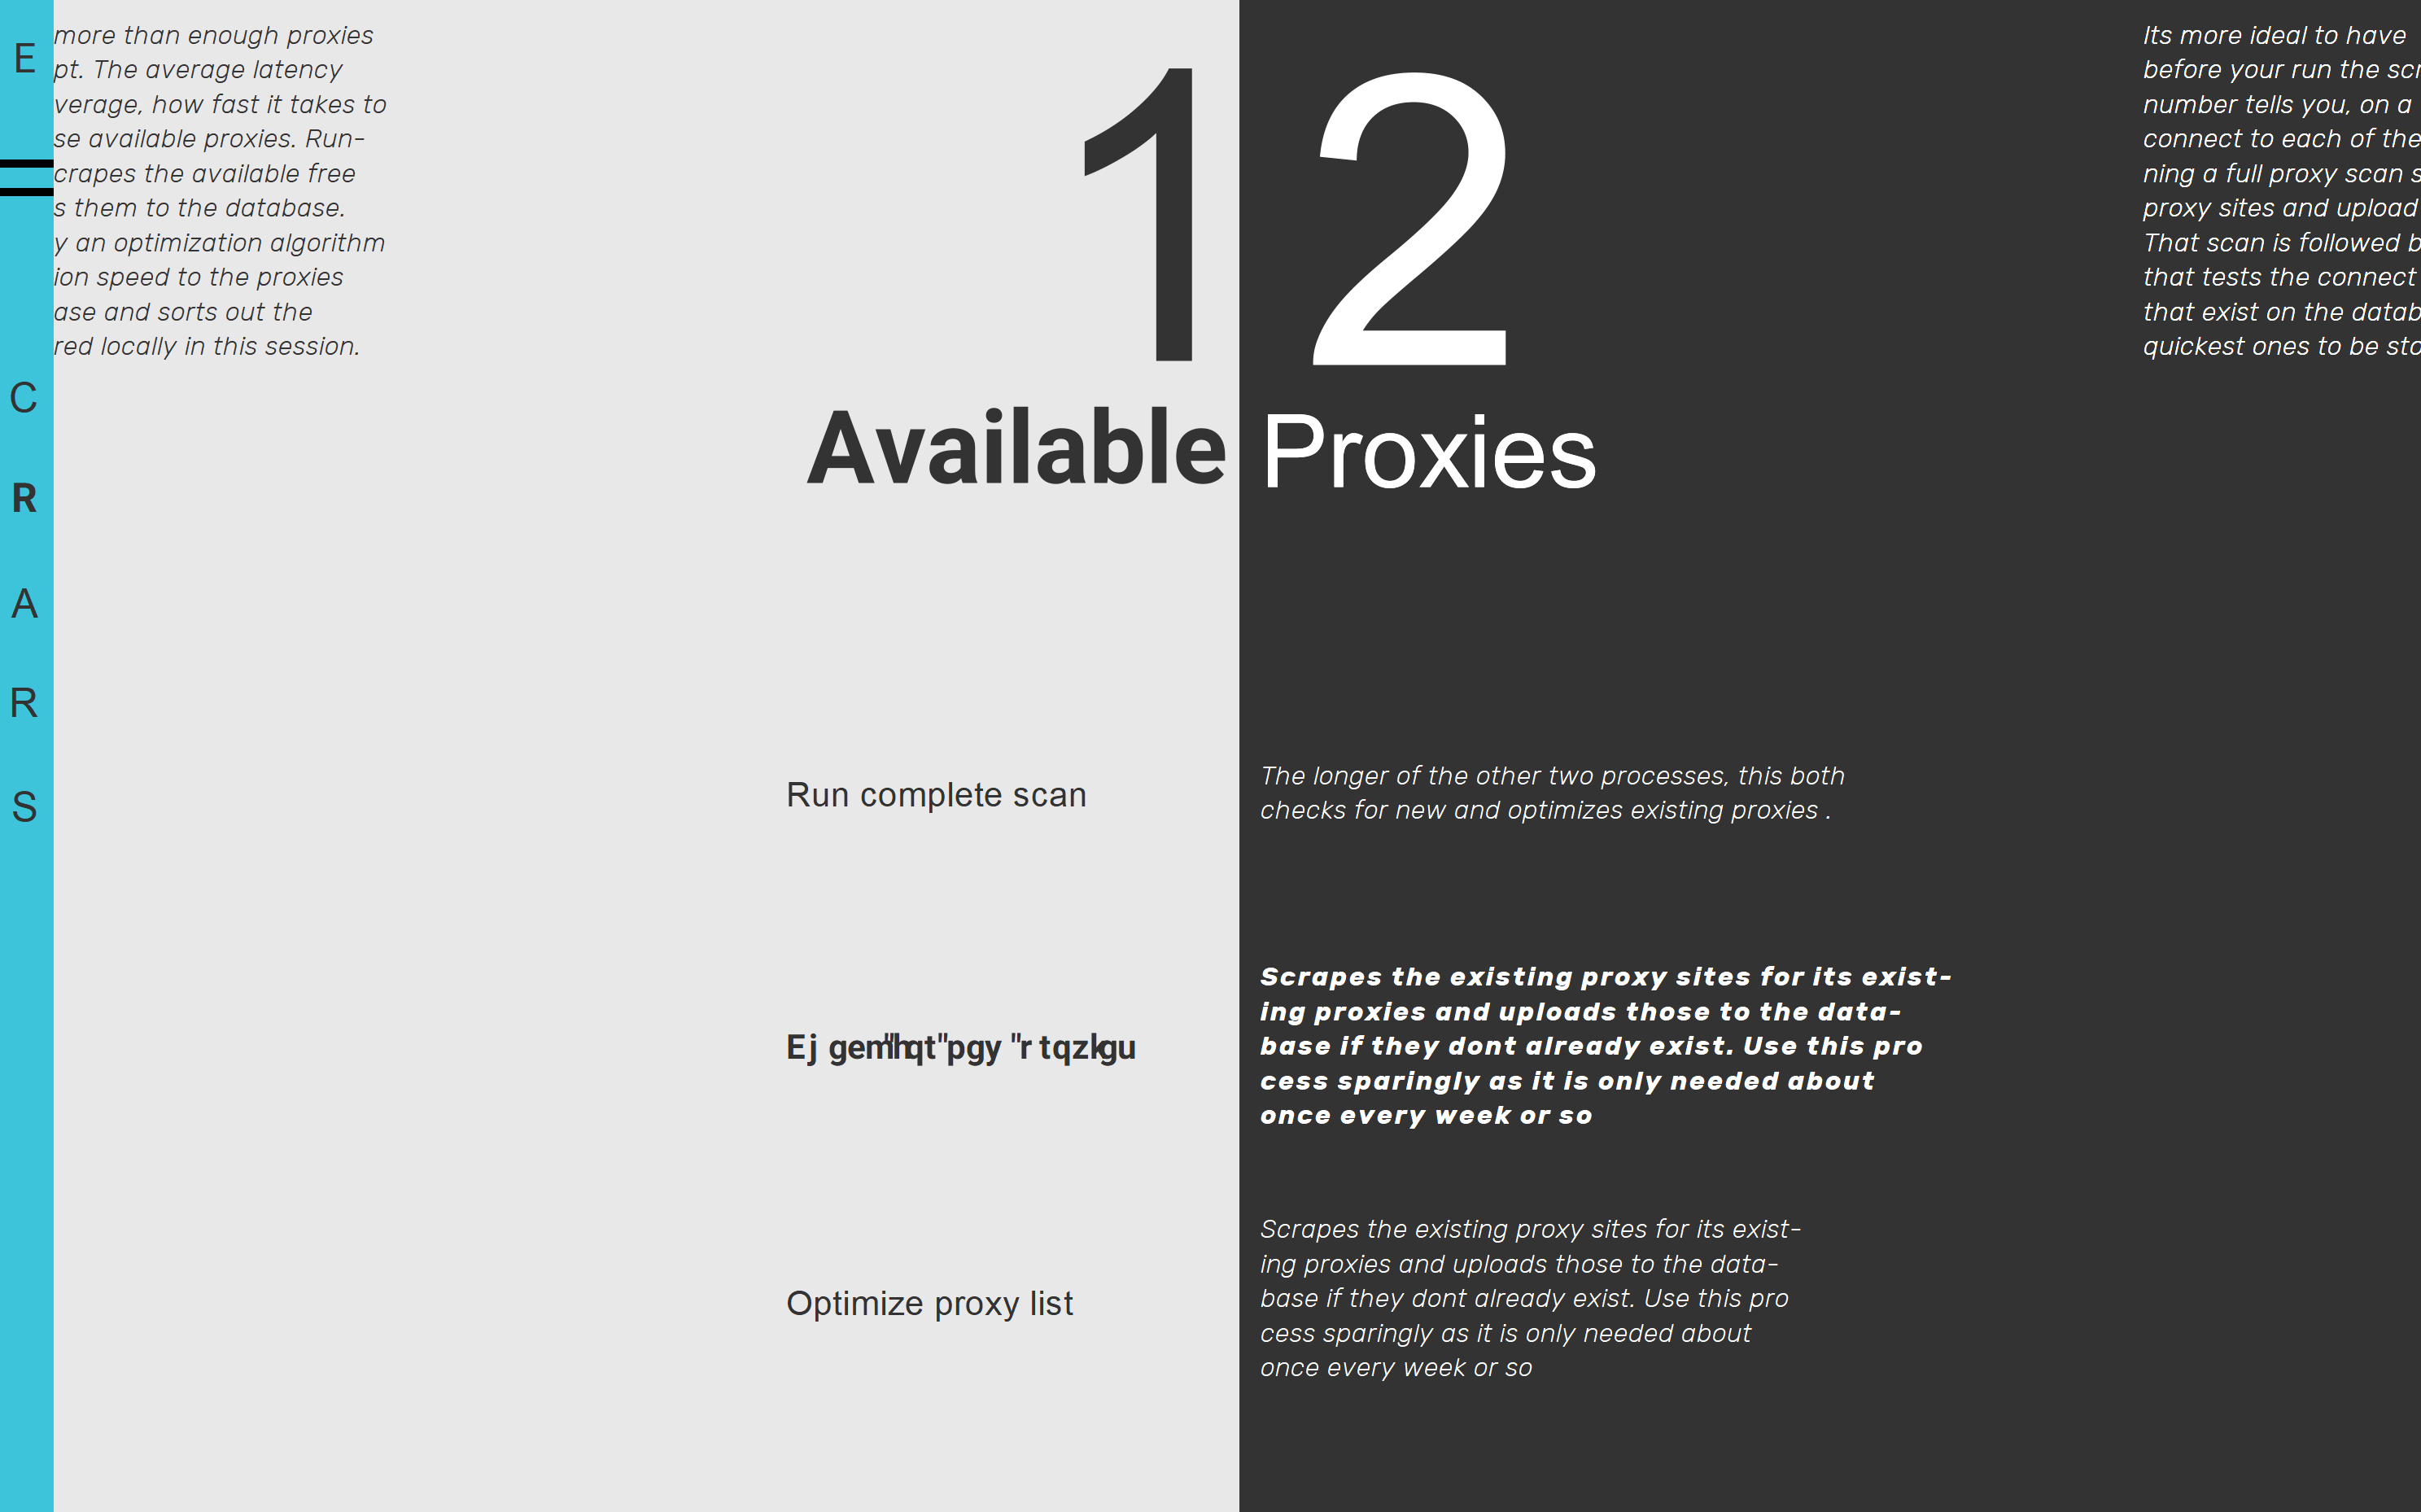 E
C
R
A
R
S
more than enough proxies
pt. The average latency
verage, how fast it takes to
se available proxies. Run-
crapes the available free
s them to the database.
y an optimization algorithm
ion speed to the proxies
ase and sorts out the
red locally in this session.
12
Available Proxies
Its more ideal to have
before your run the scr
number tells you, on a
connect to each of the
ning a full proxy scan s
proxy sites and upload
That scan is followed b
that tests the connect
that exist on the datab
quickest ones to be sto
Run complete scan
The longer of the other two processes, this both
checks for new and optimizes existing proxies .
Ej gem"hqt"pgy "r tqzkgu
Scrapes the existing proxy sites for its exist-
ing proxies and uploads those to the data-
base if they dont already exist. Use this pro
cess sparingly as it is only needed about
once every week or so
Optimize proxy list
Scrapes the existing proxy sites for its exist-
ing proxies and uploads those to the data-
base if they dont already exist. Use this pro
cess sparingly as it is only needed about
once every week or so